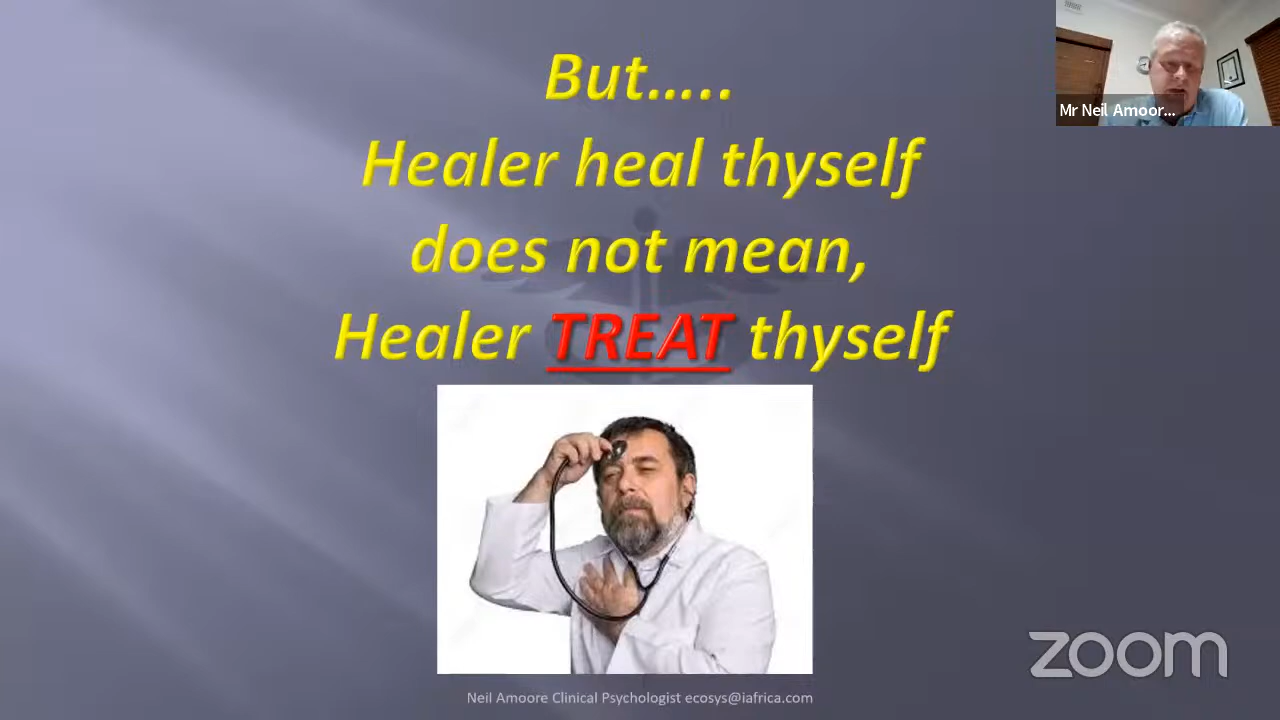 But.....
Healer heal thyself
does not mean,
Healer TREAT thyself
Mr Neil Amoor...
zoom
Neil Amoore Clinical Psychologist ecosys@iafrica.com